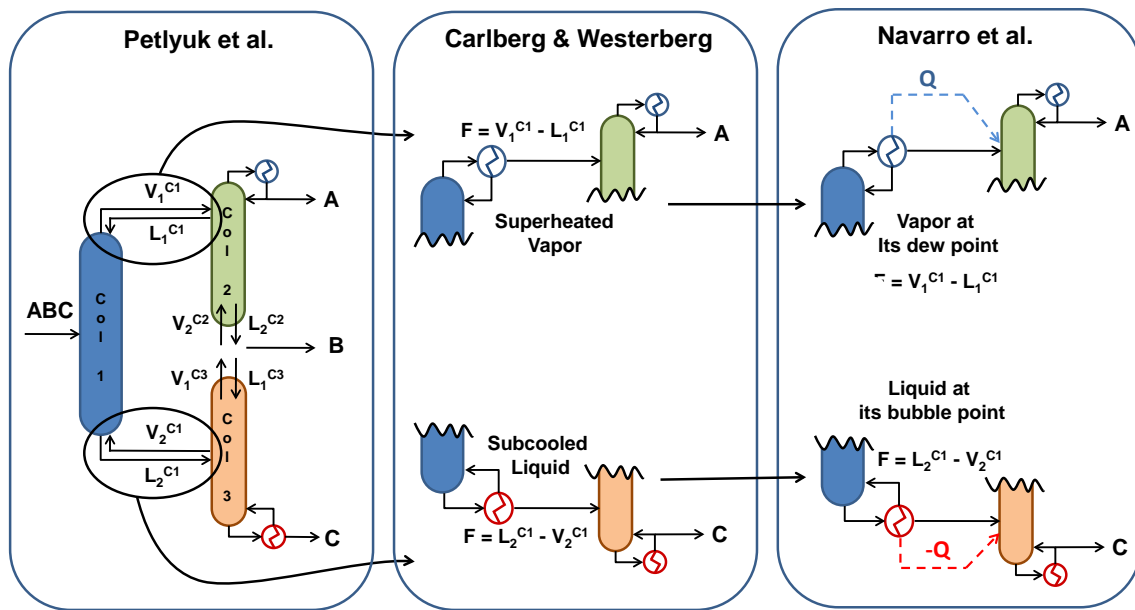 Petlyuk et al.
V₁ᶜ¹
L₁ᶜ¹
A
Col 2
ABC
Col 1
V₂ᶜ²
L₂ᶜ²
B
V₁ᶜ³
L₁ᶜ³
V₂ᶜ¹
L₂ᶜ¹
Col 3
C
Carlberg & Westerberg
F = V₁ᶜ¹ - L₁ᶜ¹
A
Superheated
Vapor
Subcooled
Liquid
F = L₂ᶜ¹ - V₂ᶜ¹
C
Navarro et al.
Q
A
Vapor at
Its dew point
= V₁ᶜ¹ - L₁ᶜ¹
Liquid at
its bubble point
F = L₂ᶜ¹ - V₂ᶜ¹
-Q
C